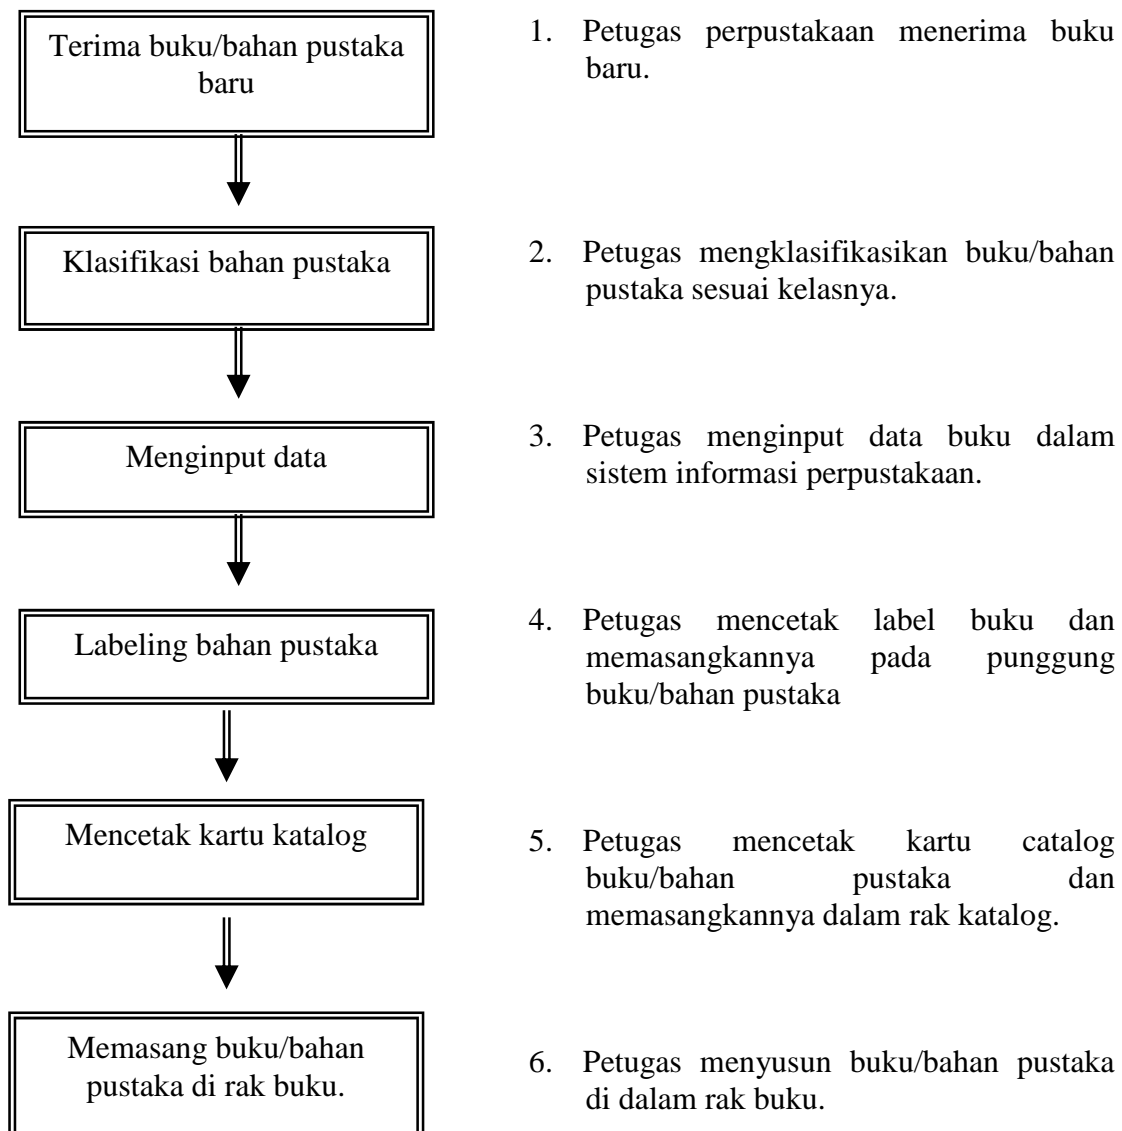 Terima buku/bahan pustaka
baru
1. Petugas perpustakaan menerima buku
baru.
Klasifikasi bahan pustaka
2. Petugas mengklasifikasikan buku/bahan
pustaka sesuai kelasnya.
Menginput data
3. Petugas menginput data buku dalam
sistem informasi perpustakaan.
Labeling bahan pustaka
4. Petugas mencetak label buku dan
memasangkannya pada punggung
buku/bahan pustaka
Mencetak kartu katalog
5. Petugas mencetak kartu catalog
buku/bahan pustaka dan
memasangkannya dalam rak katalog.
Memasang buku/bahan
pustaka di rak buku.
6. Petugas menyusun buku/bahan pustaka
di dalam rak buku.